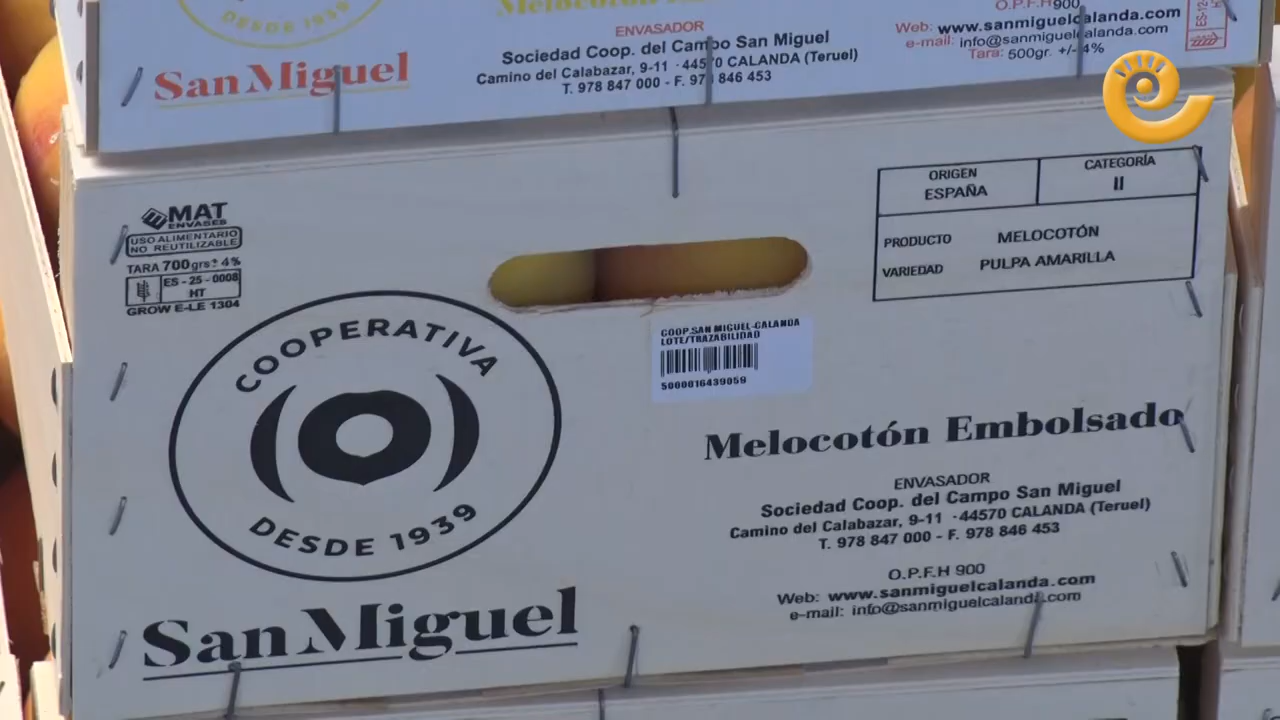 Melocotón
DESDE 1939
San Miguel
ENVASADOR
Sociedad Coop. del Campo San Miguel
Camino del Calabazar, 9-11 · 44570 CALANDA (Teruel)
T. 978 847 000 - F. 978 846 453
O.P.F.H 900
Web: www.sanmiguelcalanda.com
e-mail: info@sanmiguelcalanda.com
Tara: 500gr. +/- 4%
MAT
ENVASES
USO ALIMENTARIO
NO REUTILIZABLE
TARA 700grs± 4%
ES - 25 - 0008
HT
GROW E-LE 1304
COOPERATIVA
DESDE 1939
San Miguel
ORIGEN
ESPAÑA
CATEGORÍA
II
PRODUCTO MELOCOTÓN
VARIEDAD PULPA AMARILLA
COOP.SAN MIGUEL-CALANDA
LOTE/TRAZABILIDAD
5000016439059
Melocotón Embolsado
ENVASADOR
Sociedad Coop. del Campo San Miguel
Camino del Calabazar, 9-11 · 44570 CALANDA (Teruel)
T. 978 847 000 - F. 978 846 453
O.P.F.H 900
Web: www.sanmiguelcalanda.com
e-mail: info@sanmiguelcalanda.com